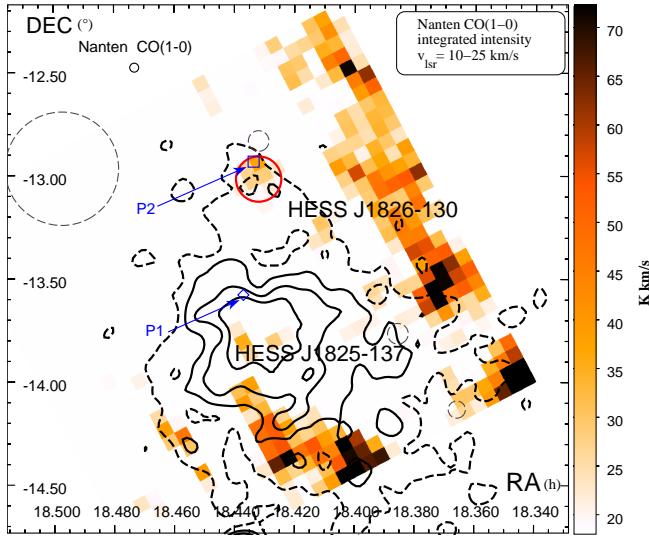 DEC (°)
Nanten CO(1-0)
Nanten CO(1–0)
integrated intensity
v_lsr = 10–25 km/s
-12.50
-13.00
-13.50
-14.00
-14.50
P2
HESS J1826-130
P1
HESS J1825-137
RA (h)
18.500
18.480
18.460
18.440
18.420
18.400
18.380
18.360
18.340
70
65
60
55
50
45
40
35
30
25
20
K km/s